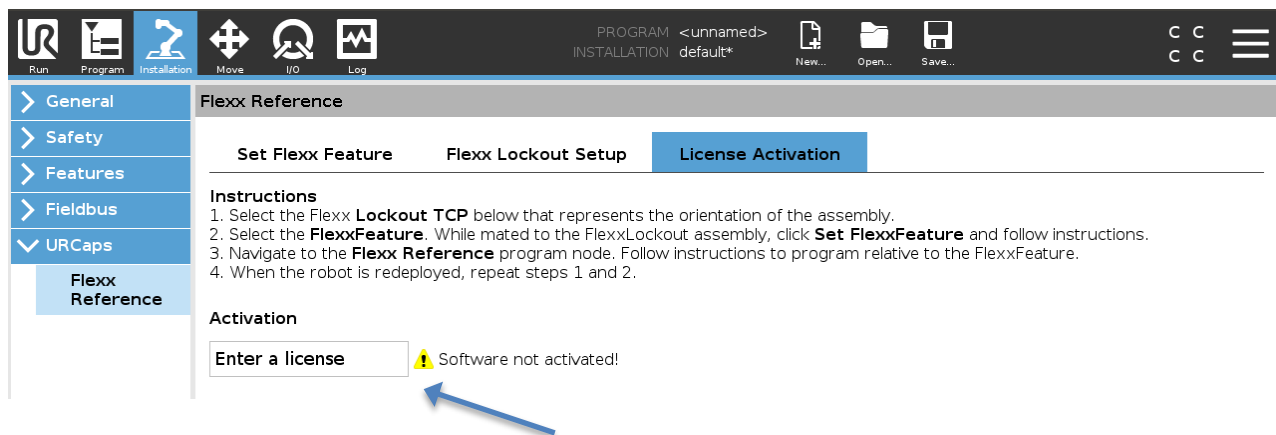 UR
PROGRAM <unnamed>
INSTALLATION default*
C C
C C
Run
Program
Installation
Move
I/O
Log
New...
Open...
Save...
General
Safety
Features
Fieldbus
URCaps
Flexx
Reference
Flexx Reference
Set Flexx Feature
Flexx Lockout Setup
License Activation
Instructions
1. Select the Flexx Lockout TCP below that represents the orientation of the assembly.
2. Select the FlexxFeature. While mated to the FlexxLockout assembly, click Set FlexxFeature and follow instructions.
3. Navigate to the Flexx Reference program node. Follow instructions to program relative to the FlexxFeature.
4. When the robot is redeployed, repeat steps 1 and 2.
Activation
Enter a license
Software not activated!